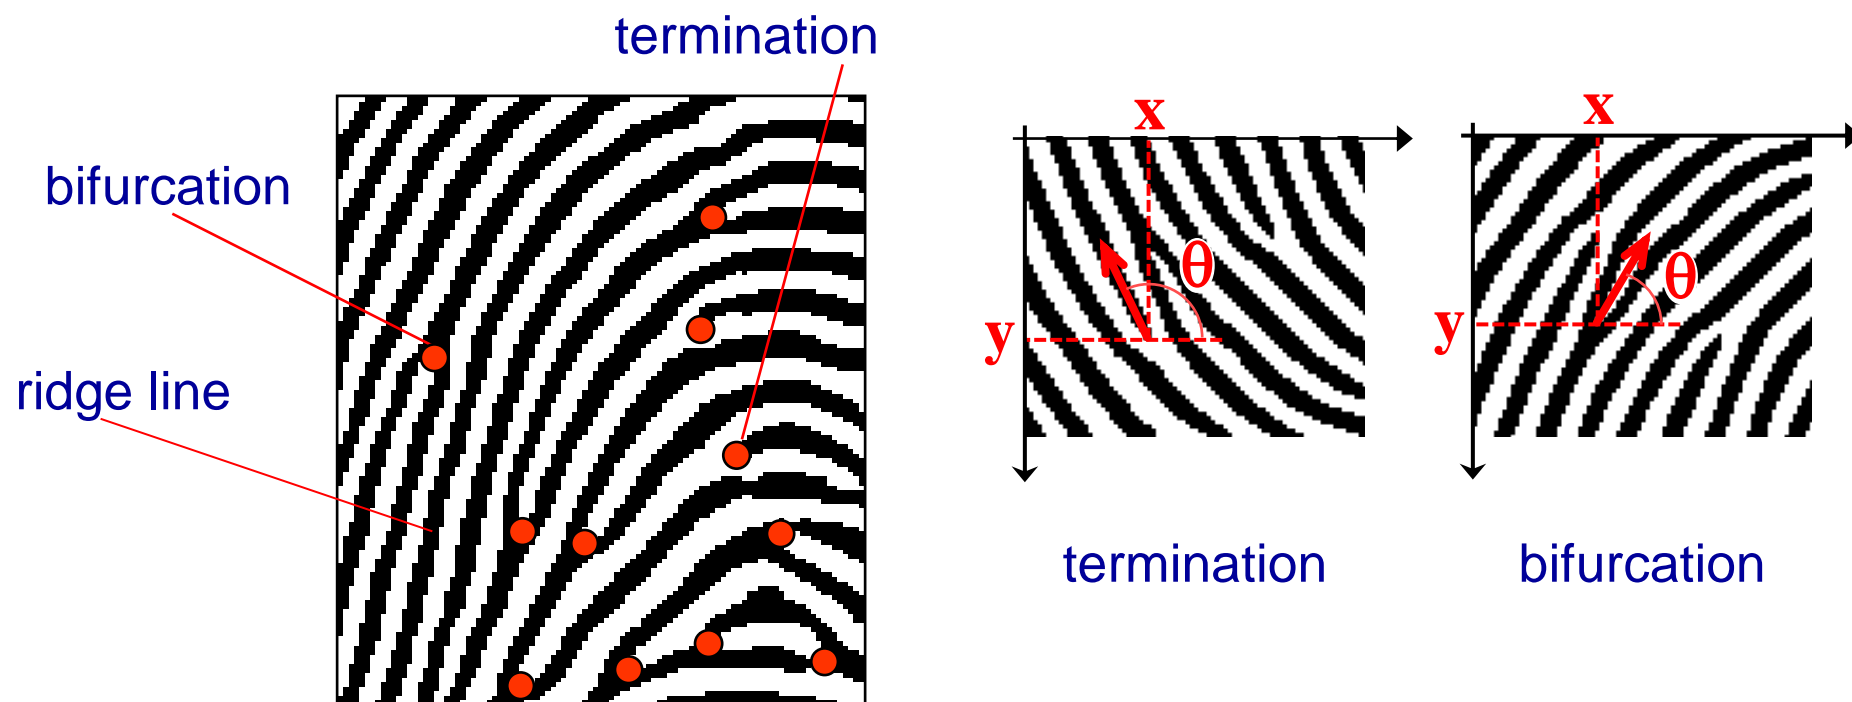 termination
bifurcation
ridge line
x
θ
y
termination
x
θ
y
bifurcation